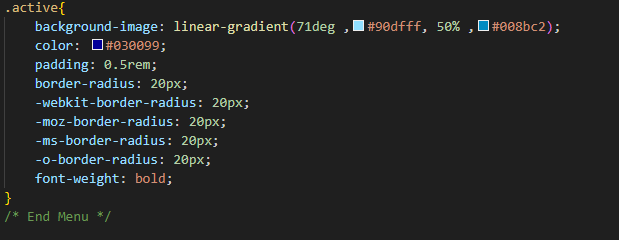 .active{
    background-image: linear-gradient(71deg ,#90dfff, 50% ,#008bc2);
    color: #030099;
    padding: 0.5rem;
    border-radius: 20px;
    -webkit-border-radius: 20px;
    -moz-border-radius: 20px;
    -ms-border-radius: 20px;
    -o-border-radius: 20px;
    font-weight: bold;
}
/* End Menu */